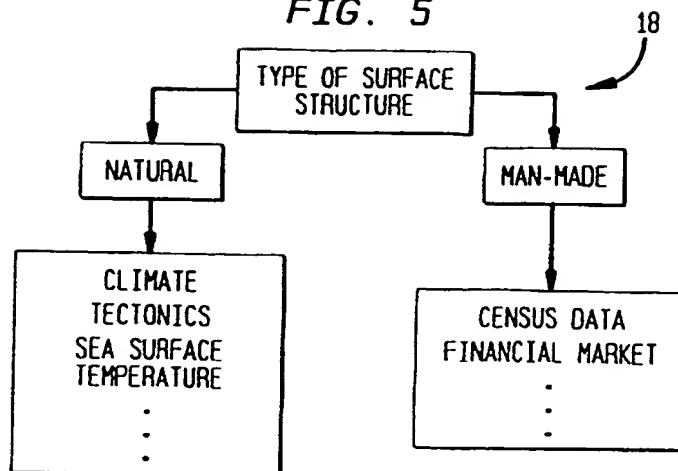 FIG. 5
18
TYPE OF SURFACE
STRUCTURE
NATURAL
MAN-MADE
CLIMATE
TECTONICS
SEA SURFACE
TEMPERATURE
.
.
.
CENSUS DATA
FINANCIAL MARKET
.
.
.